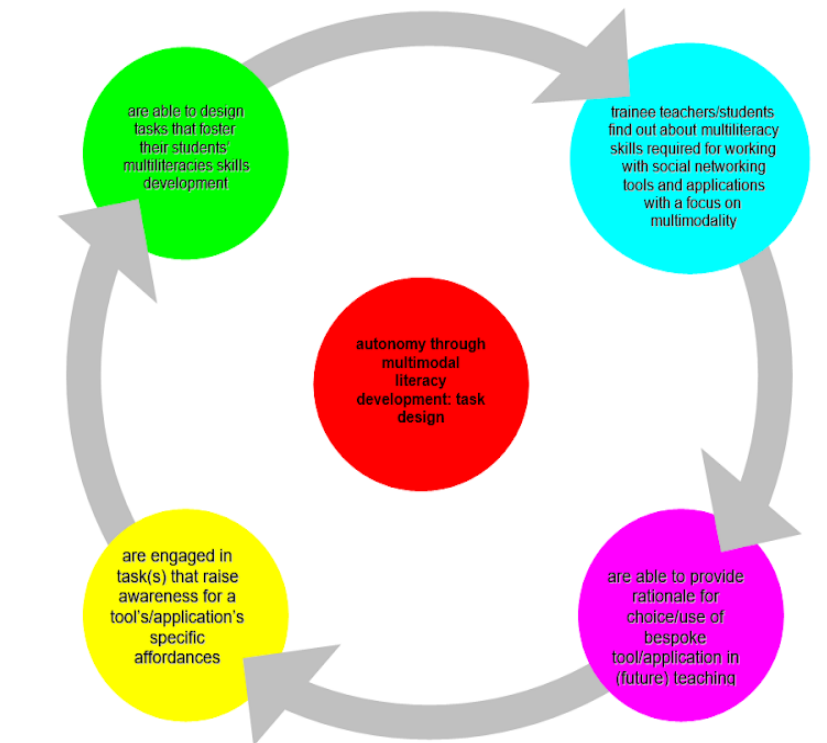 are able to design
tasks that foster
their students'
multiliteracies skills
development
trainee teachers/students
find out about multiliteracy
skills required for working
with social networking
tools and applications
with a focus on
multimodality
autonomy through
multimodal
literacy
development: task
design
are engaged in
task(s) that raise
awareness for a
tool's/application's
specific
affordances
are able to provide
rationale for
choice/use of
bespoke
tool/application in
(future) teaching